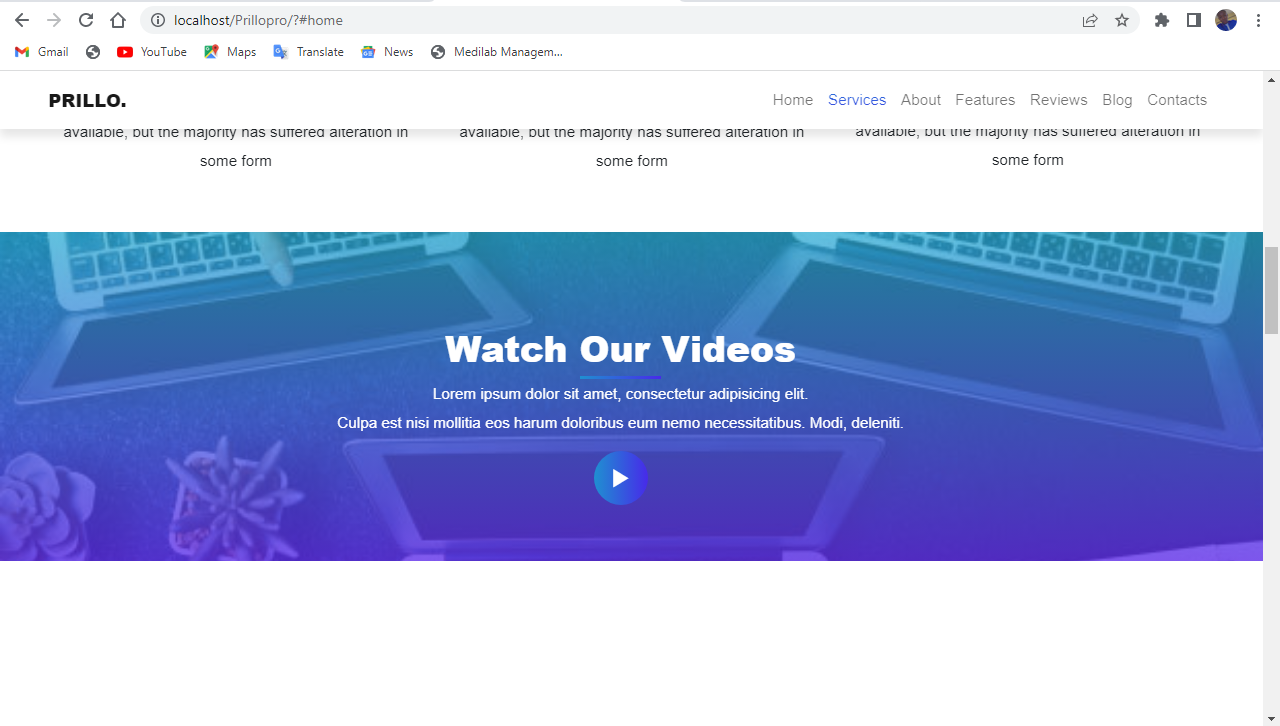 localhost/Prillopro/?#home
Gmail YouTube Maps Translate News Medilab Managem...
PRILLO. Home Services About Features Reviews Blog Contacts
available, but the majority has suffered alteration in available, but the majority has suffered alteration in available, but the majority has suffered alteration in
some form some form some form
Watch Our Videos
Lorem ipsum dolor sit amet, consectetur adipisicing elit.
Culpa est nisi mollitia eos harum doloribus eum nemo necessitatibus. Modi, deleniti.